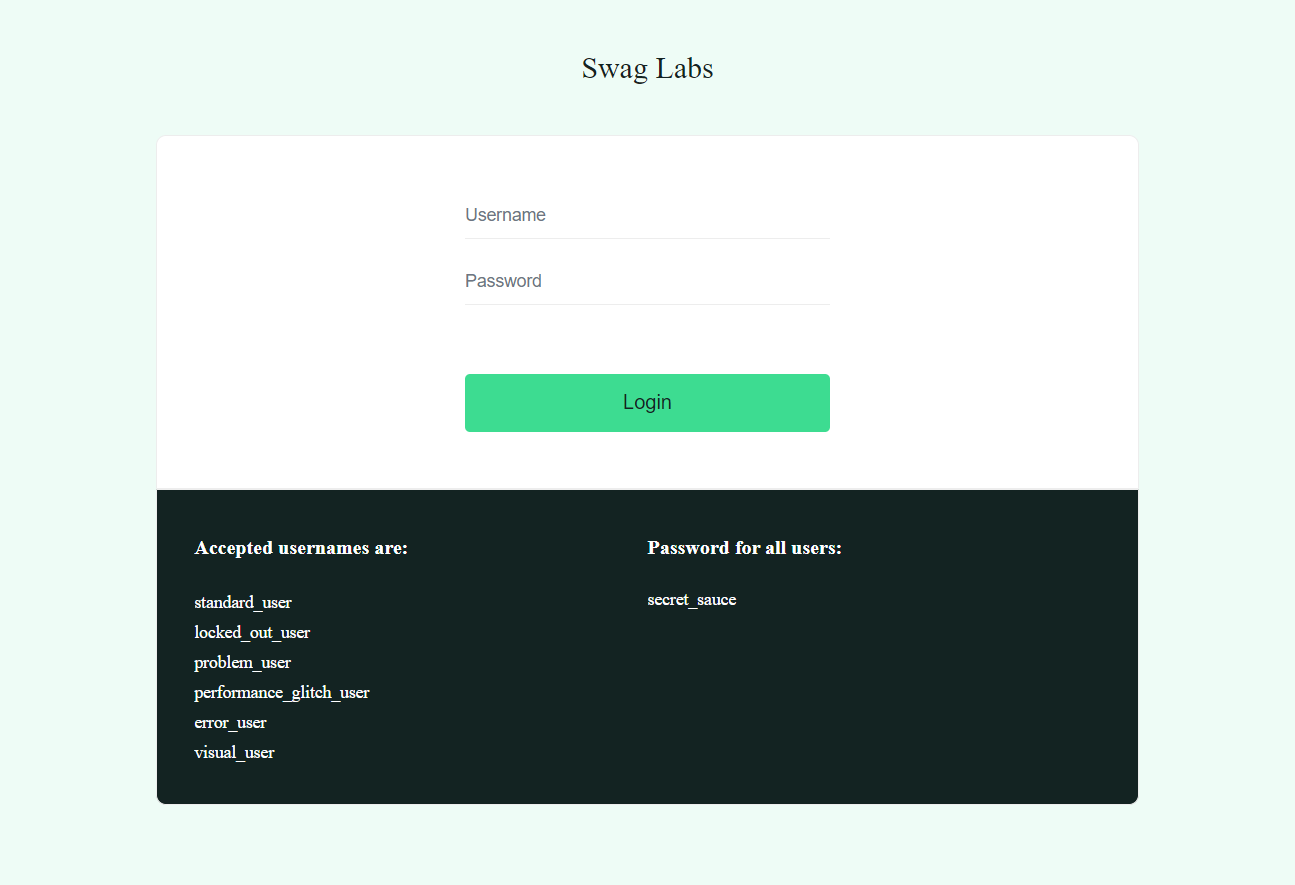 Swag Labs
Username
Password
Login
Accepted usernames are:
standard_user
locked_out_user
problem_user
performance_glitch_user
error_user
visual_user
Password for all users:
secret_sauce